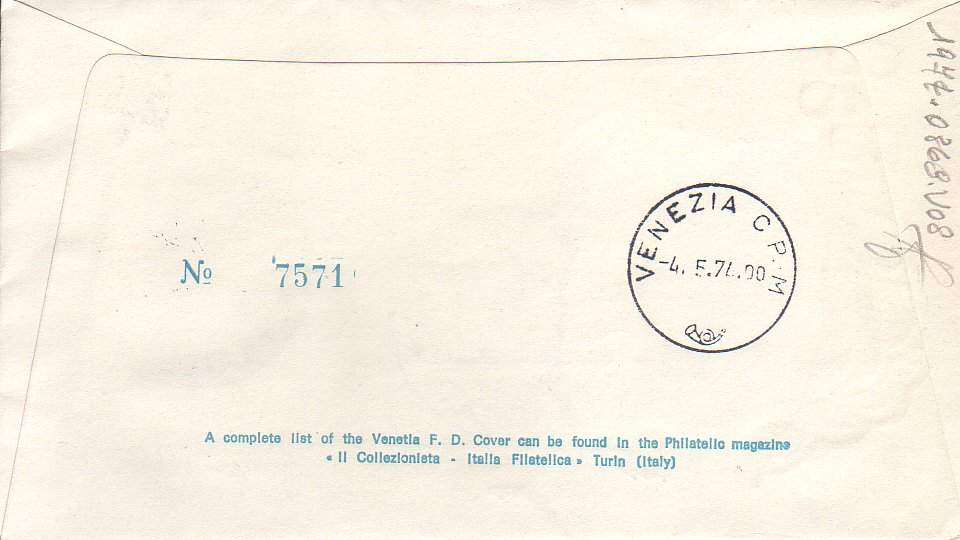 VENEZIA C P.M
-4. 5.74.00
No 7571
A complete list of the Venetia F. D. Cover can be found in the Philatelic magazine
« Il Collezionista - Italia Filatelica » Turin (Italy)